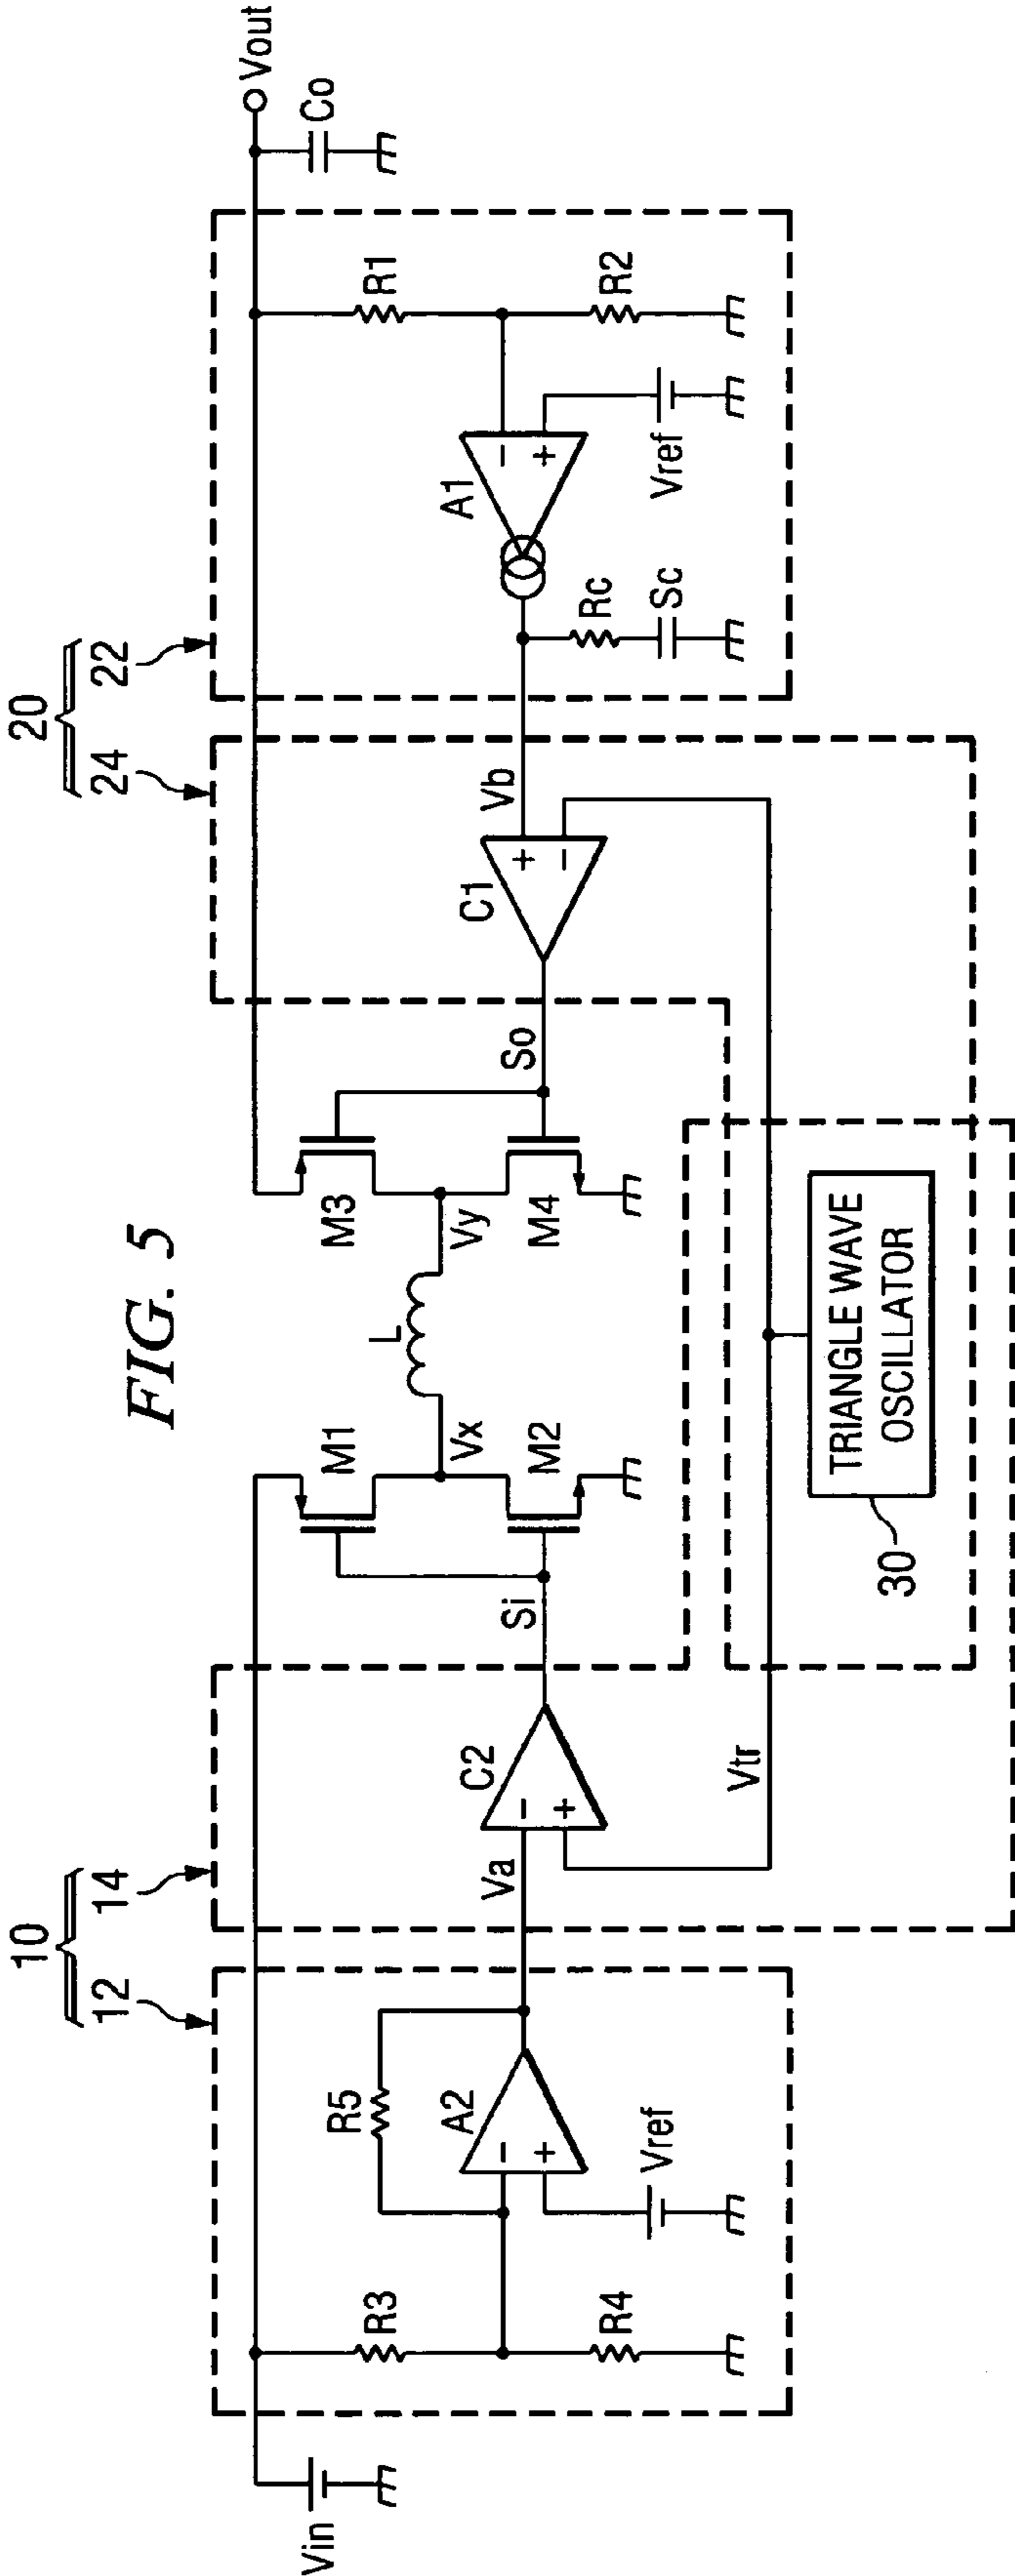 FIG. 5
10
12
14
20
24
22
Vin
R3
R4
R5
A2
−
+
Vref
Va
C2
−
+
Vtr
Si
M1
M2
Vx
L
Vy
M3
M4
So
C1
+
−
Vb
Rc
Sc
A1
−
+
Vref
R1
R2
Co
Vout
TRIANGLE WAVE
OSCILLATOR
30